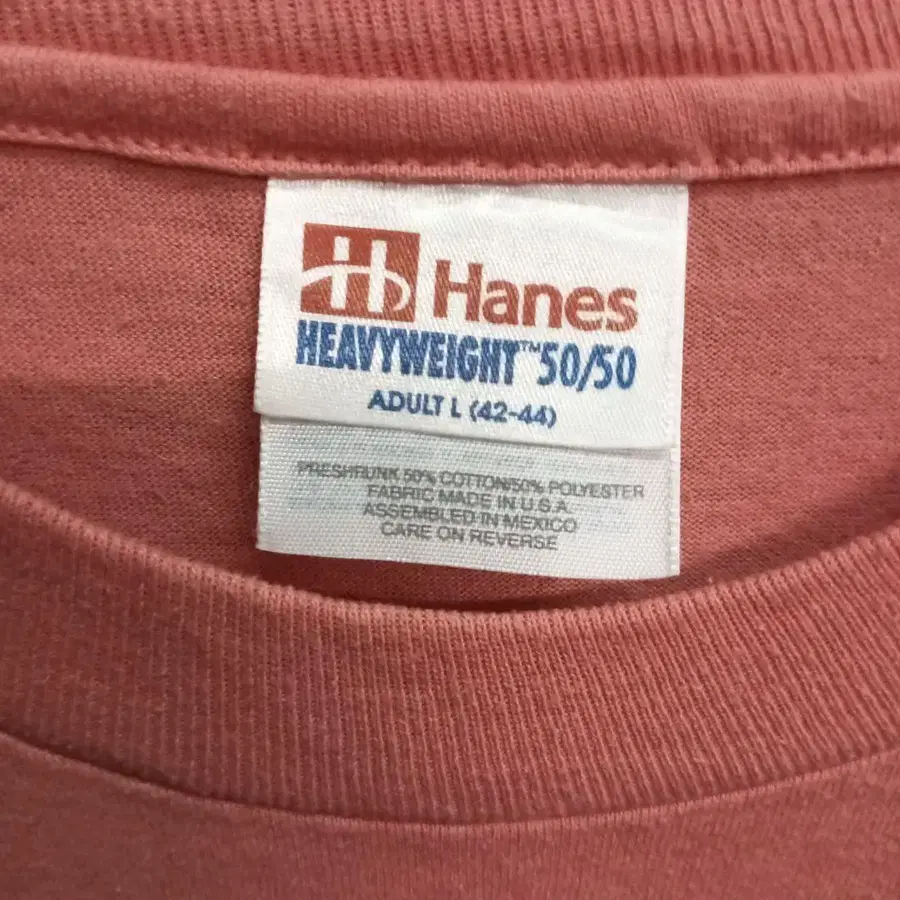 H Hanes
HEAVYWEIGHT™ 50/50
ADULT L (42-44)
PRESHRUNK 50% COTTON/50% POLYESTER
FABRIC MADE IN U.S.A.
ASSEMBLED IN MEXICO
CARE ON REVERSE